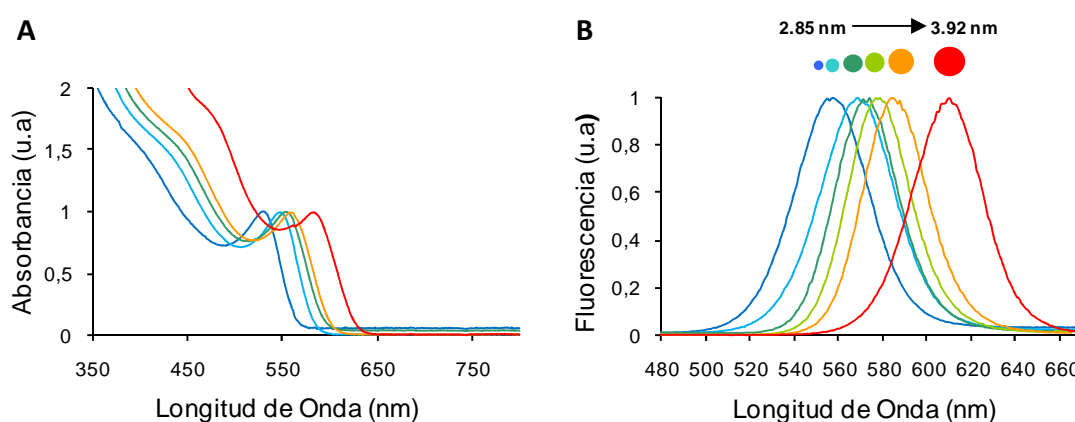 A
Absorbancia (u.a)
2
1,5
1
0,5
0
350 450 550 650 750
Longitud de Onda (nm)
B
2.85 nm 3.92 nm
Fluorescencia (u.a)
1
0,8
0,6
0,4
0,2
0
480 500 520 540 560 580 600 620 640 660
Longitud de Onda (nm)